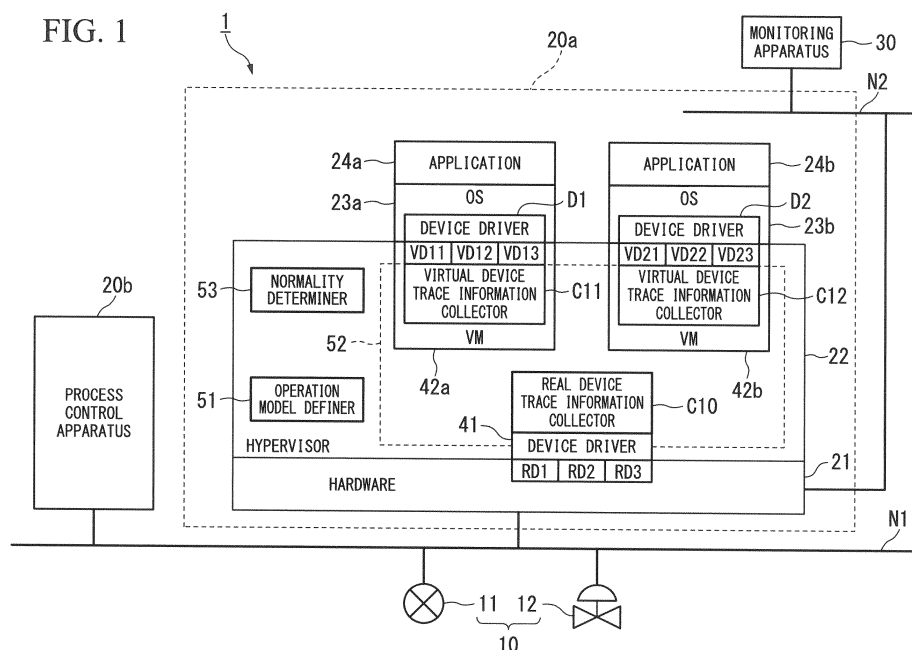 FIG. 1
1
20a
MONITORING
APPARATUS
30
N2
24a
APPLICATION
APPLICATION
24b
23a
OS
D1
OS
D2
23b
DEVICE DRIVER
DEVICE DRIVER
VD11 VD12 VD13
VD21 VD22 VD23
53
NORMALITY
DETERMINER
VIRTUAL DEVICE
TRACE INFORMATION
COLLECTOR
C11
VIRTUAL DEVICE
TRACE INFORMATION
COLLECTOR
C12
20b
52
VM
VM
22
42a
42b
PROCESS
CONTROL
APPARATUS
51
OPERATION
MODEL DEFINER
REAL DEVICE
TRACE INFORMATION
COLLECTOR
C10
41
DEVICE DRIVER
HYPERVISOR
21
RD1 RD2 RD3
HARDWARE
N1
11
12
10